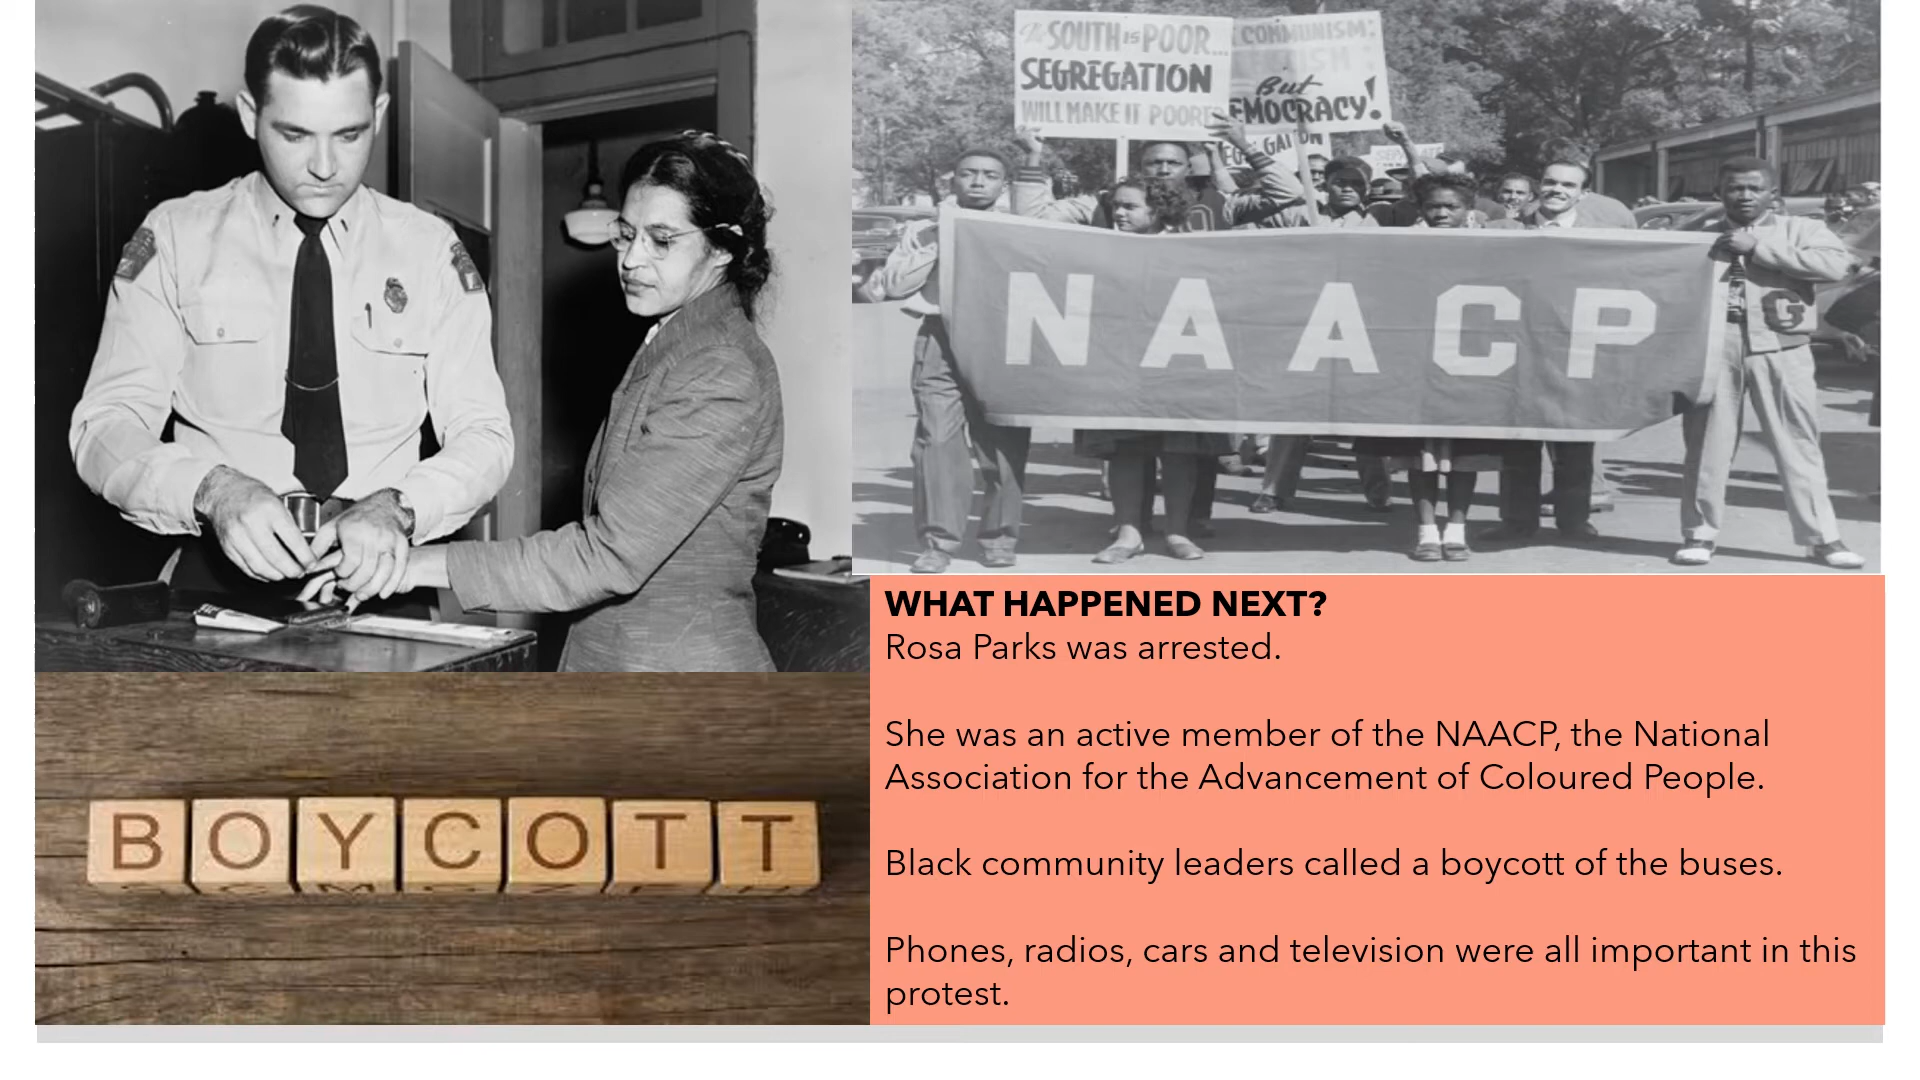 The SOUTH is POOR...
SEGREGATION
WILL MAKE IT POORER
COMMUNISM:
But
DEMOCRACY!
NAACP
G
WHAT HAPPENED NEXT?
Rosa Parks was arrested.
She was an active member of the NAACP, the National
Association for the Advancement of Coloured People.
Black community leaders called a boycott of the buses.
Phones, radios, cars and television were all important in this
protest.
BOYCOTT